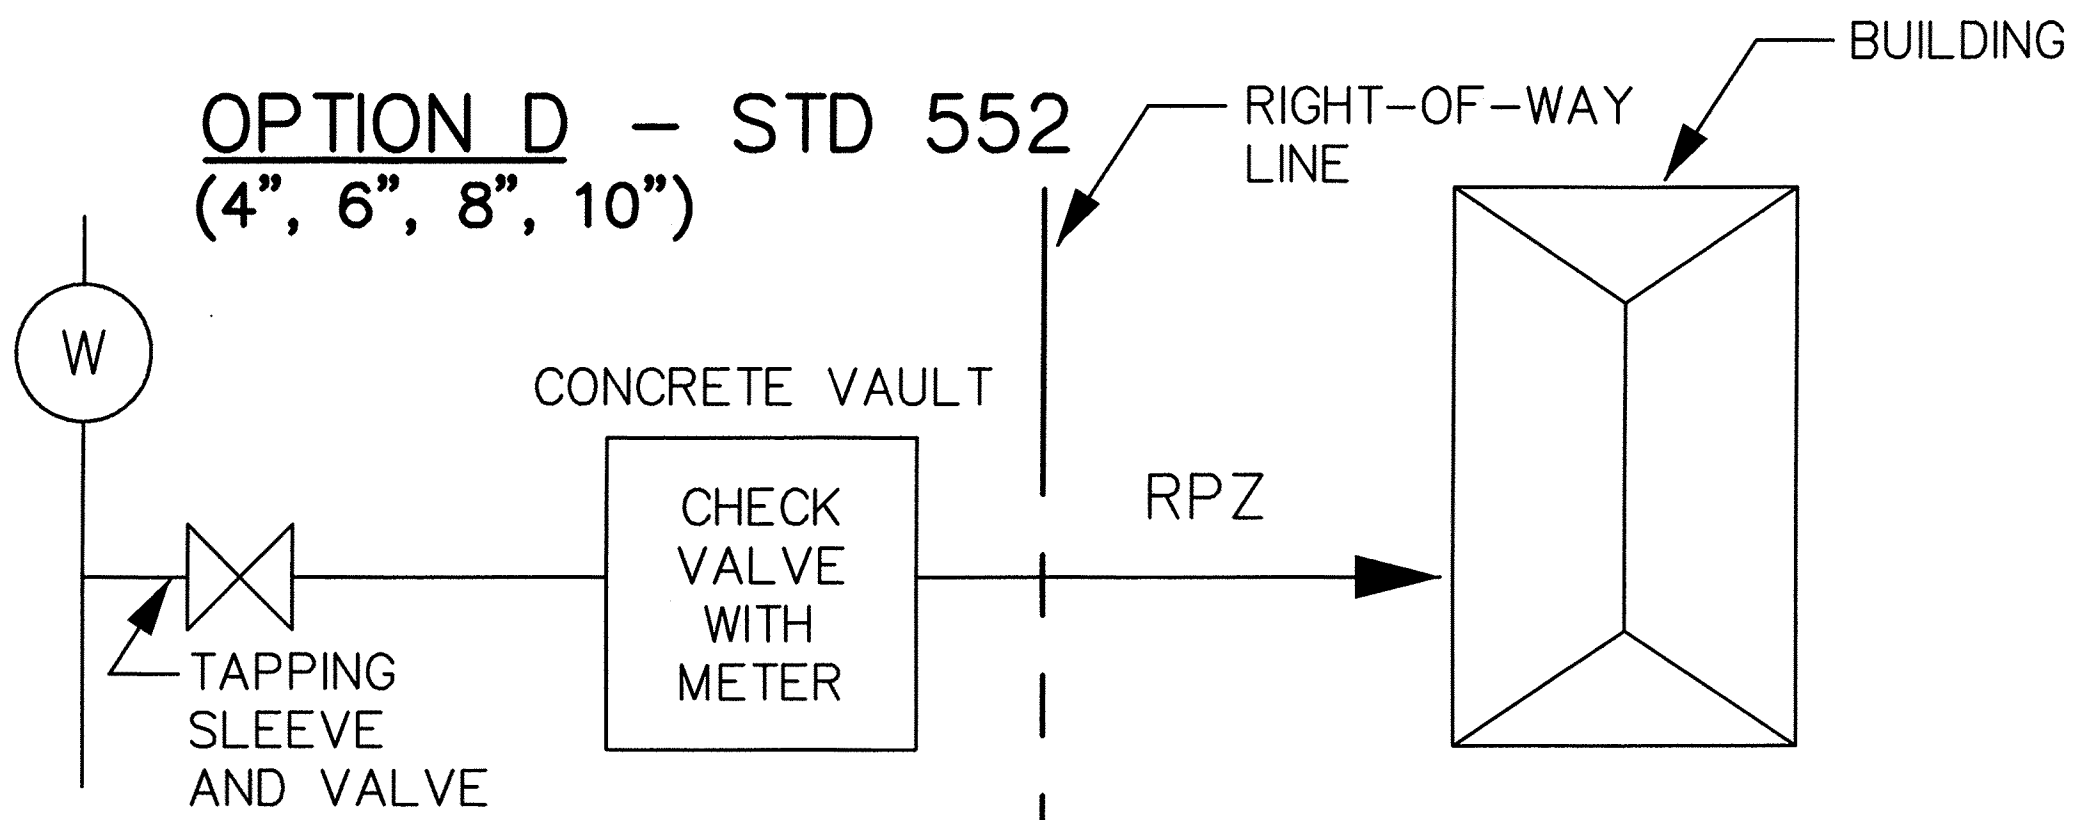 BUILDING
OPTION D - STD 552
(4”, 6”, 8”, 10”)
RIGHT-OF-WAY
LINE
W
CONCRETE VAULT
CHECK
VALVE
WITH
METER
RPZ
TAPPING
SLEEVE
AND VALVE